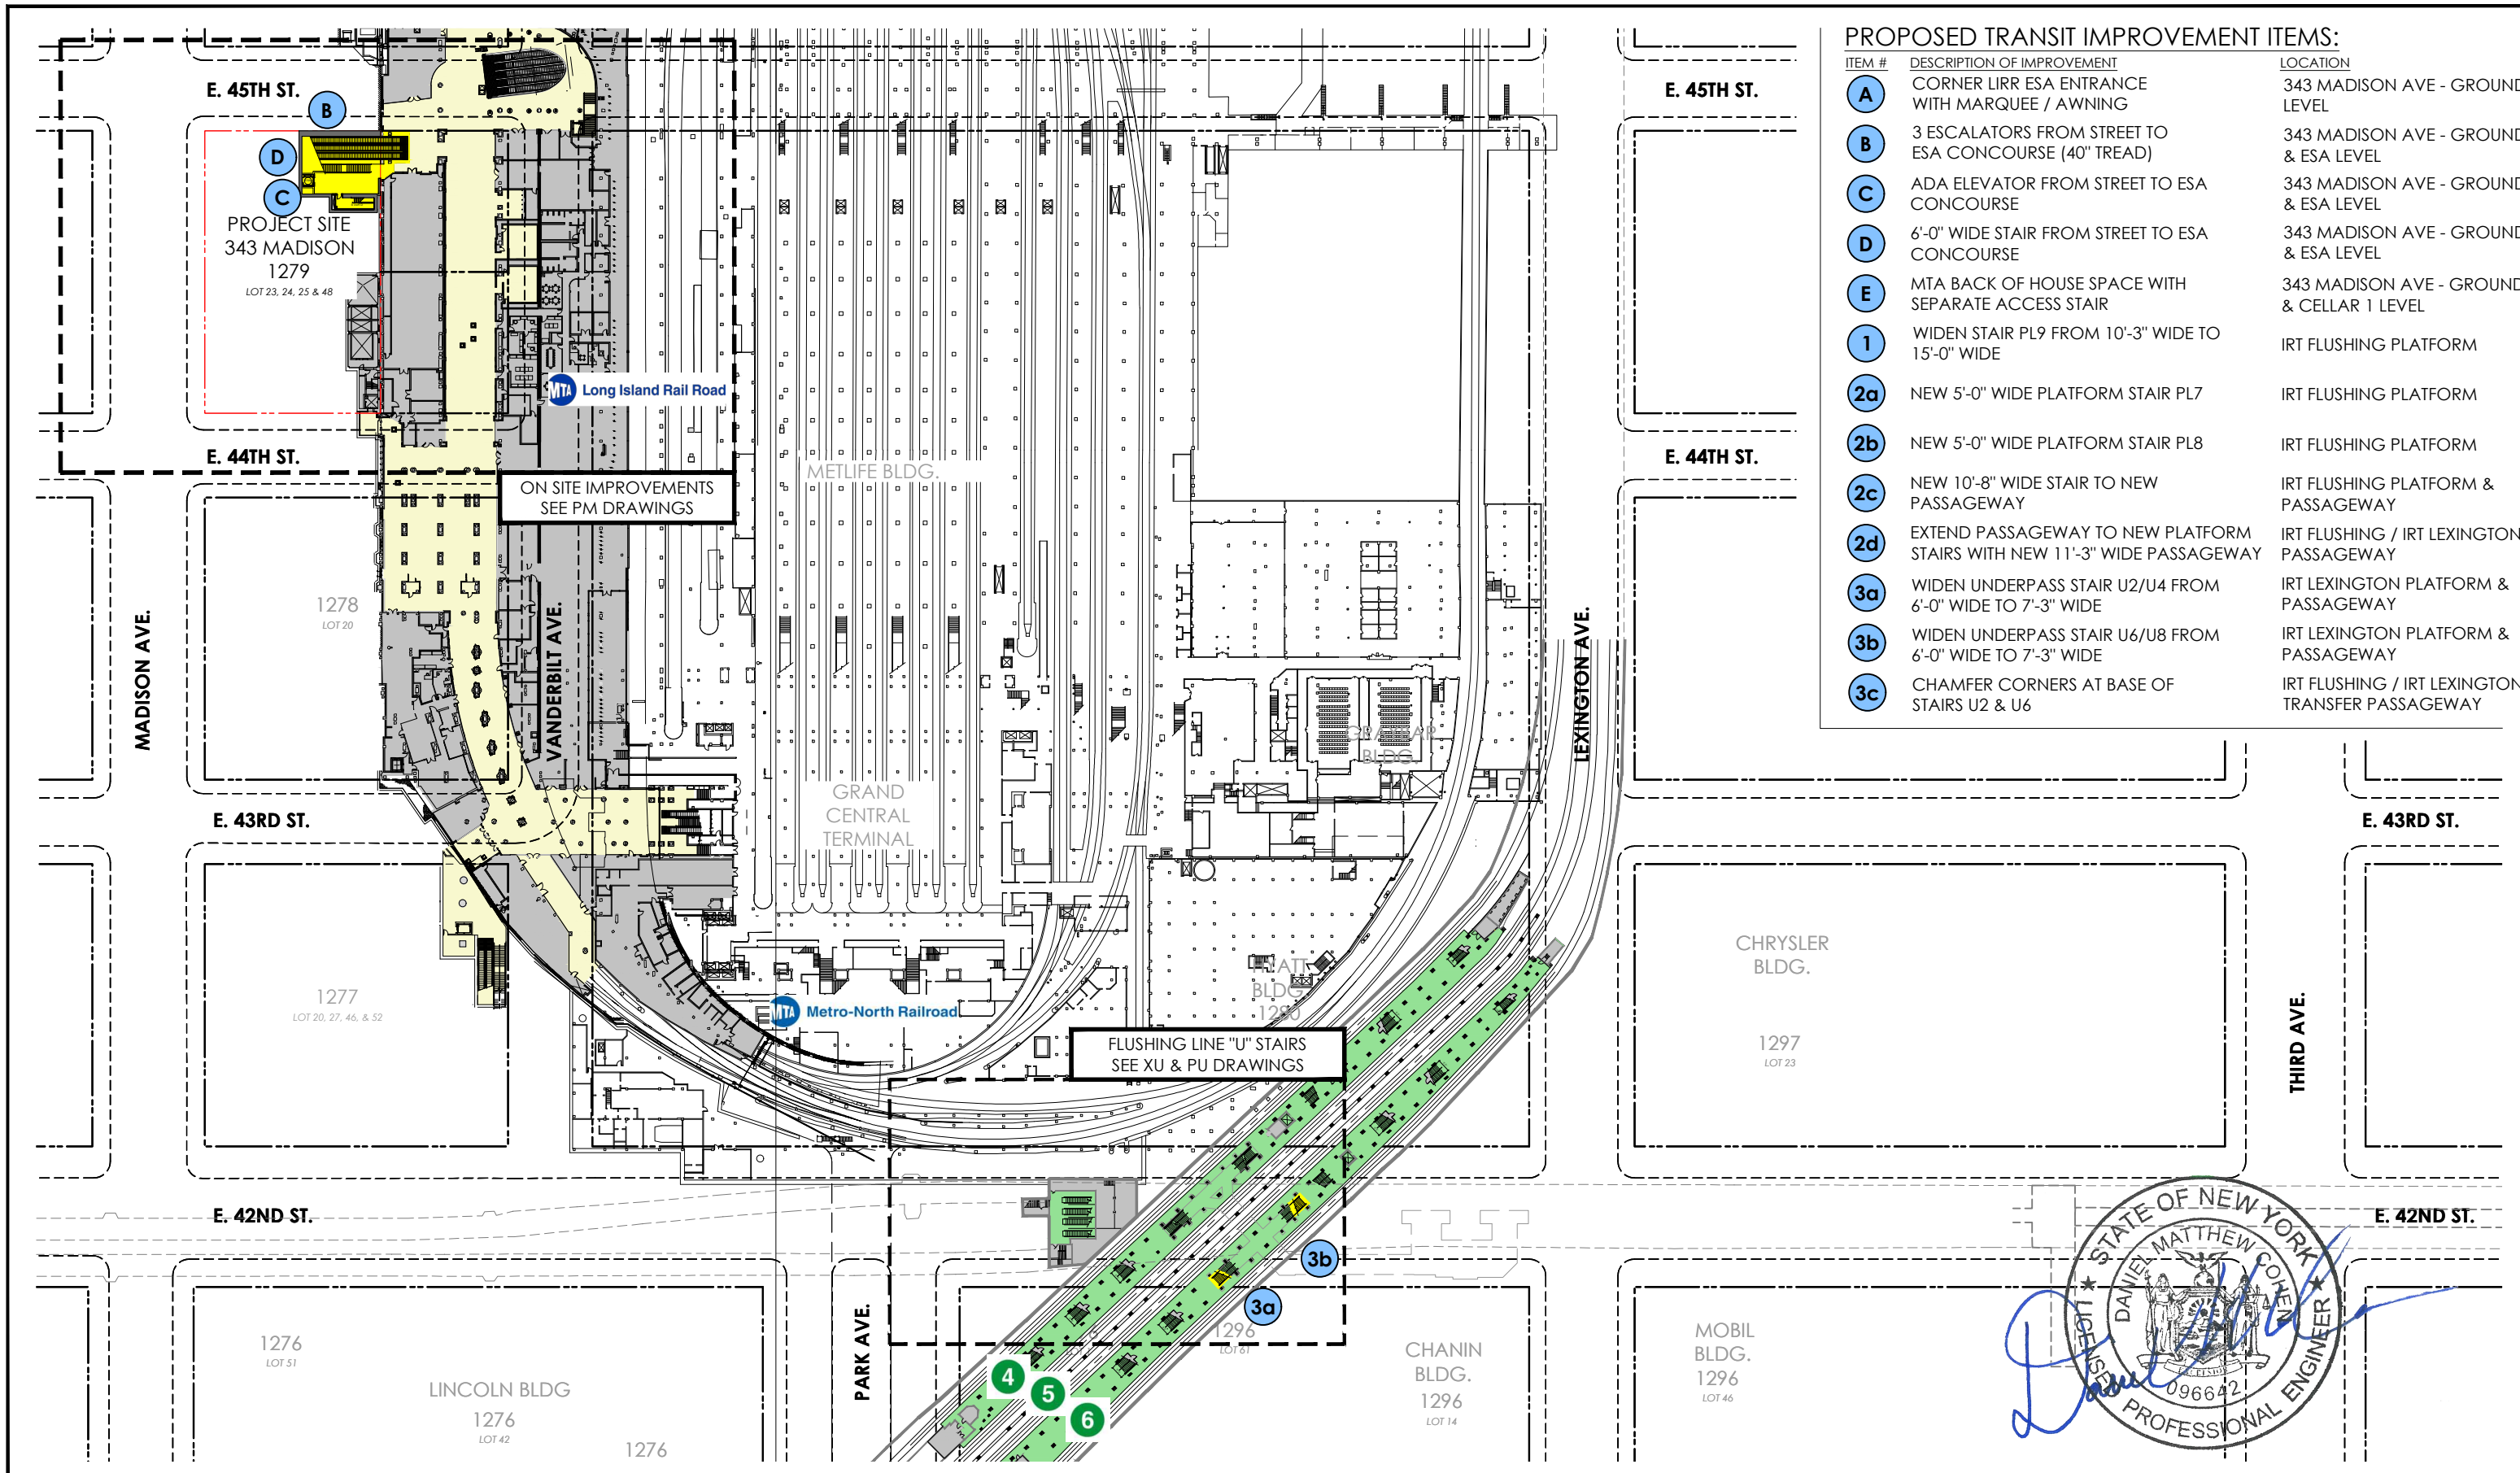 PROPOSED TRANSIT IMPROVEMENT ITEMS:
ITEM # DESCRIPTION OF IMPROVEMENT LOCATION
A CORNER LIRR ESA ENTRANCE WITH MARQUEE / AWNING
343 MADISON AVE - GROUND LEVEL
B 3 ESCALATORS FROM STREET TO ESA CONCOURSE (40" TREAD)
343 MADISON AVE - GROUND & ESA LEVEL
C ADA ELEVATOR FROM STREET TO ESA CONCOURSE
343 MADISON AVE - GROUND & ESA LEVEL
D 6'-0" WIDE STAIR FROM STREET TO ESA CONCOURSE
343 MADISON AVE - GROUND & ESA LEVEL
E MTA BACK OF HOUSE SPACE WITH SEPARATE ACCESS STAIR
343 MADISON AVE - GROUND & CELLAR 1 LEVEL
1 WIDEN STAIR PL9 FROM 10'-3" WIDE TO 15'-0" WIDE
IRT FLUSHING PLATFORM
2a NEW 5'-0" WIDE PLATFORM STAIR PL7
IRT FLUSHING PLATFORM
2b NEW 5'-0" WIDE PLATFORM STAIR PL8
IRT FLUSHING PLATFORM
2c NEW 10'-8" WIDE STAIR TO NEW PASSAGEWAY
IRT FLUSHING PLATFORM & PASSAGEWAY
2d EXTEND PASSAGEWAY TO NEW PLATFORM STAIRS WITH NEW 11'-3" WIDE PASSAGEWAY
IRT FLUSHING / IRT LEXINGTON PASSAGEWAY
3a WIDEN UNDERPASS STAIR U2/U4 FROM 6'-0" WIDE TO 7'-3" WIDE
IRT LEXINGTON PLATFORM & PASSAGEWAY
3b WIDEN UNDERPASS STAIR U6/U8 FROM 6'-0" WIDE TO 7'-3" WIDE
IRT LEXINGTON PLATFORM & PASSAGEWAY
3c CHAMFER CORNERS AT BASE OF STAIRS U2 & U6
IRT FLUSHING / IRT LEXINGTON TRANSFER PASSAGEWAY
E. 45TH ST.
E. 45TH ST.
B
D
C
PROJECT SITE
343 MADISON
1279
LOT 23, 24, 25 & 48
MTA Long Island Rail Road
E. 44TH ST.
E. 44TH ST.
ON SITE IMPROVEMENTS
SEE PM DRAWINGS
METLIFE BLDG.
1278
LOT 20
MADISON AVE.
VANDERBILT AVE.
LEXINGTON AVE.
GRAYBAR
BLDG.
GRAND
CENTRAL
TERMINAL
E. 43RD ST.
E. 43RD ST.
1277
LOT 20, 27, 46, & 52
MTA Metro-North Railroad
HYATT
BLDG
1280
FLUSHING LINE "U" STAIRS
SEE XU & PU DRAWINGS
CHRYSLER
BLDG.
1297
LOT 23
THIRD AVE.
E. 42ND ST.
E. 42ND ST.
3b
3a
1296
LOT 61
PARK AVE.
4
5
6
1276
LOT 51
LINCOLN BLDG
1276
LOT 42
1276
CHANIN
BLDG.
1296
LOT 14
MOBIL
BLDG.
1296
LOT 46
STATE OF NEW YORK
DANIEL MATTHEW COHEN
EXCELSIOR
096642
LICENSED PROFESSIONAL ENGINEER